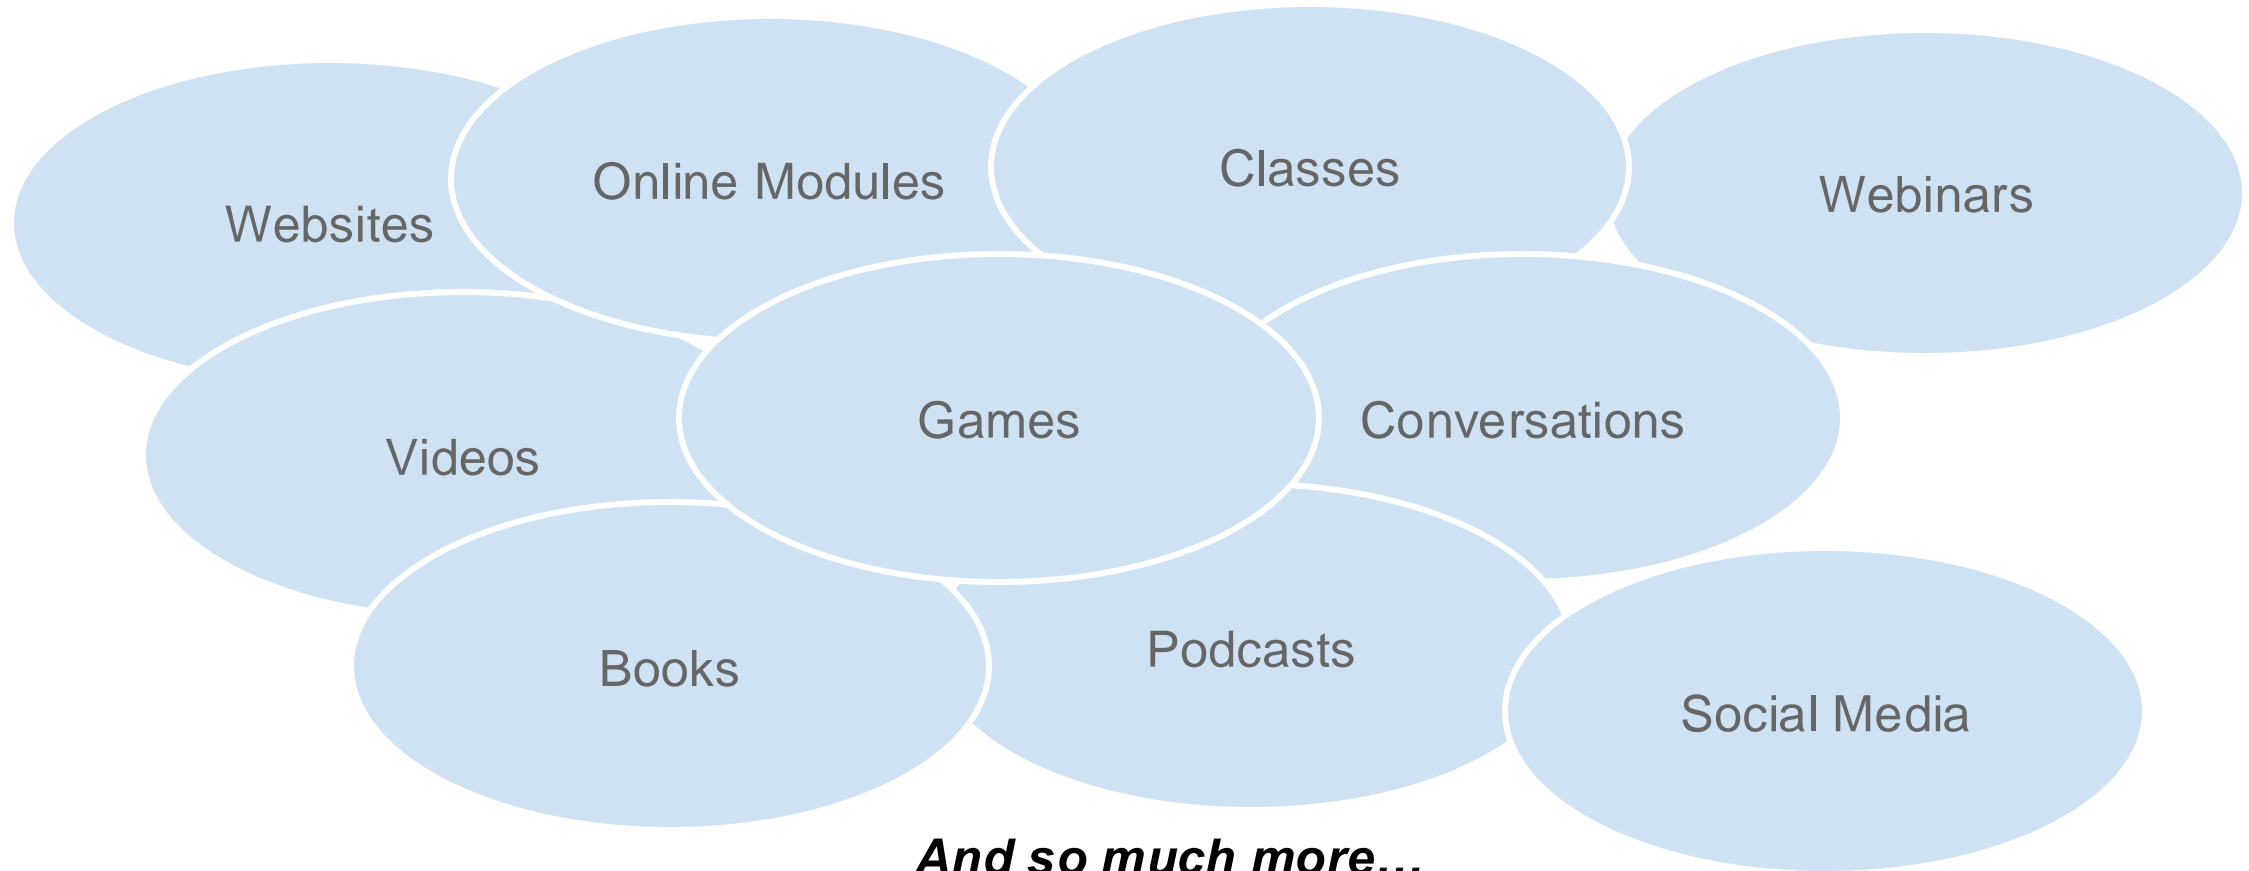 Classes
Online Modules
Webinars
Websites
Games
Conversations
Videos
Podcasts
Books
Social Media
And so much more...